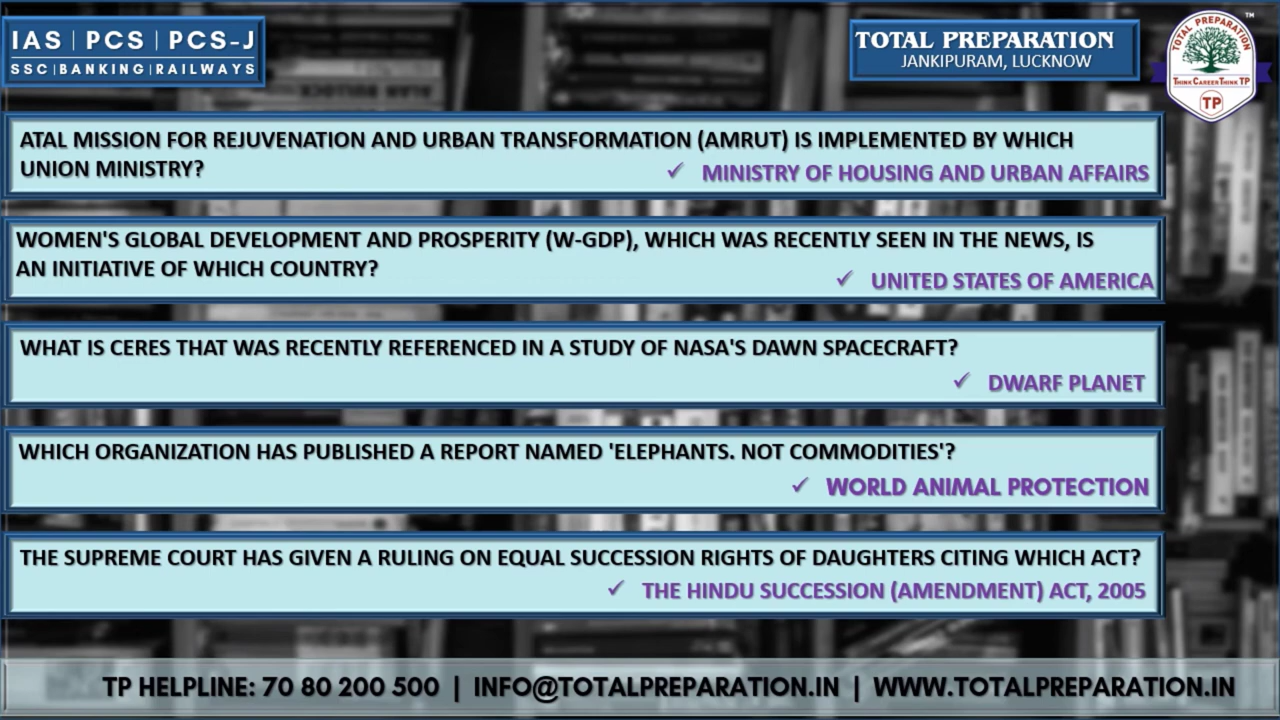 IAS | PCS | PCS-J
SSC|BANKING|RAILWAYS
TOTAL PREPARATION
JANKIPURAM, LUCKNOW
TOTAL PREPARATION
THINK CAREER THINK TP
TP
TM
ATAL MISSION FOR REJUVENATION AND URBAN TRANSFORMATION (AMRUT) IS IMPLEMENTED BY WHICH
UNION MINISTRY?
✓ MINISTRY OF HOUSING AND URBAN AFFAIRS
WOMEN'S GLOBAL DEVELOPMENT AND PROSPERITY (W-GDP), WHICH WAS RECENTLY SEEN IN THE NEWS, IS
AN INITIATIVE OF WHICH COUNTRY?
✓ UNITED STATES OF AMERICA
WHAT IS CERES THAT WAS RECENTLY REFERENCED IN A STUDY OF NASA'S DAWN SPACECRAFT?
✓ DWARF PLANET
WHICH ORGANIZATION HAS PUBLISHED A REPORT NAMED 'ELEPHANTS. NOT COMMODITIES'?
✓ WORLD ANIMAL PROTECTION
THE SUPREME COURT HAS GIVEN A RULING ON EQUAL SUCCESSION RIGHTS OF DAUGHTERS CITING WHICH ACT?
✓ THE HINDU SUCCESSION (AMENDMENT) ACT, 2005
TP HELPLINE: 70 80 200 500 | INFO@TOTALPREPARATION.IN | WWW.TOTALPREPARATION.IN